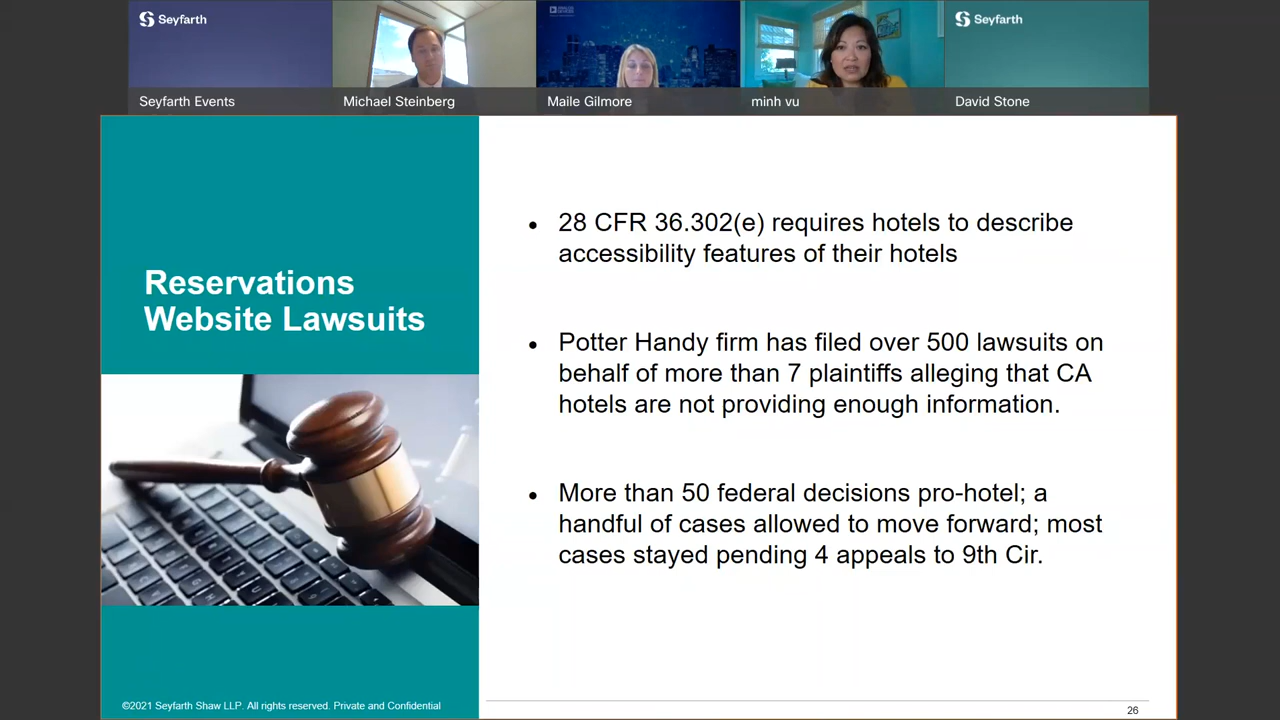 Seyfarth
Seyfarth
Seyfarth Events
Michael Steinberg
Maile Gilmore
minh vu
David Stone
Reservations
Website Lawsuits
• 28 CFR 36.302(e) requires hotels to describe
accessibility features of their hotels
• Potter Handy firm has filed over 500 lawsuits on
behalf of more than 7 plaintiffs alleging that CA
hotels are not providing enough information.
• More than 50 federal decisions pro-hotel; a
handful of cases allowed to move forward; most
cases stayed pending 4 appeals to 9th Cir.
©2021 Seyfarth Shaw LLP. All rights reserved. Private and Confidential
26